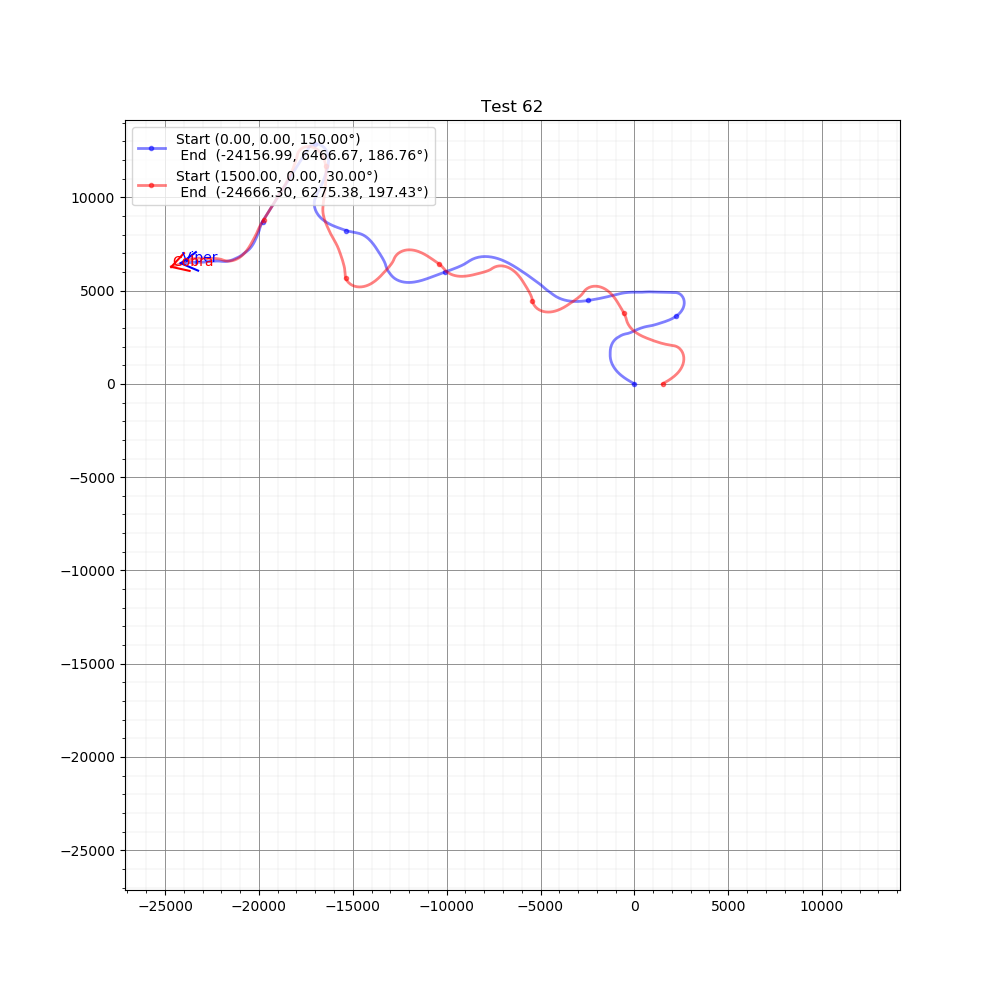 Test 62
Start (0.00, 0.00, 150.00°)
End (-24156.99, 6466.67, 186.76°)
Start (1500.00, 0.00, 30.00°)
End (-24666.30, 6275.38, 197.43°)
10000
5000
0
−5000
−10000
−15000
−20000
−25000
Viper
−25000 −20000 −15000 −10000 −5000 0 5000 10000